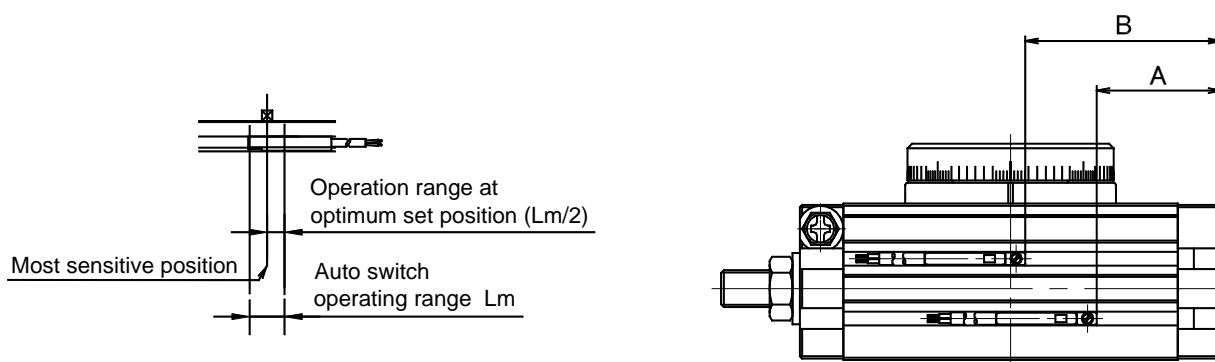 Operation range at
optimum set position (Lm/2)
Most sensitive position
Auto switch
operating range Lm
B
A